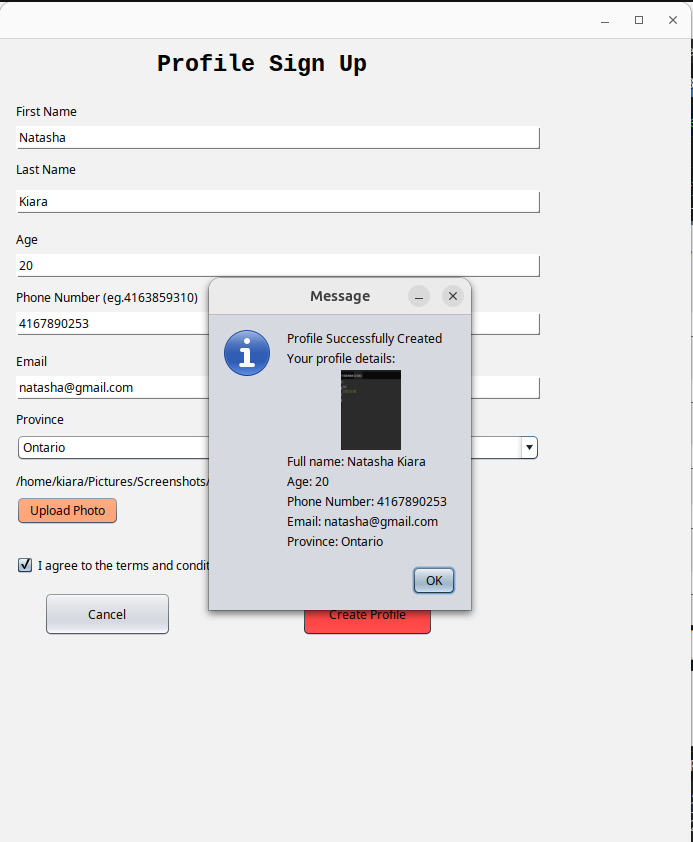 Profile Sign Up
First Name
Natasha
Last Name
Kiara
Age
20
Phone Number (eg.4163859310)
4167890253
Email
natasha@gmail.com
Province
Ontario
/home/kiara/Pictures/Screenshots/
Upload Photo
I agree to the terms and condit
Cancel
Create Profile
Message
Profile Successfully Created
Your profile details:
Full name: Natasha Kiara
Age: 20
Phone Number: 4167890253
Email: natasha@gmail.com
Province: Ontario
OK